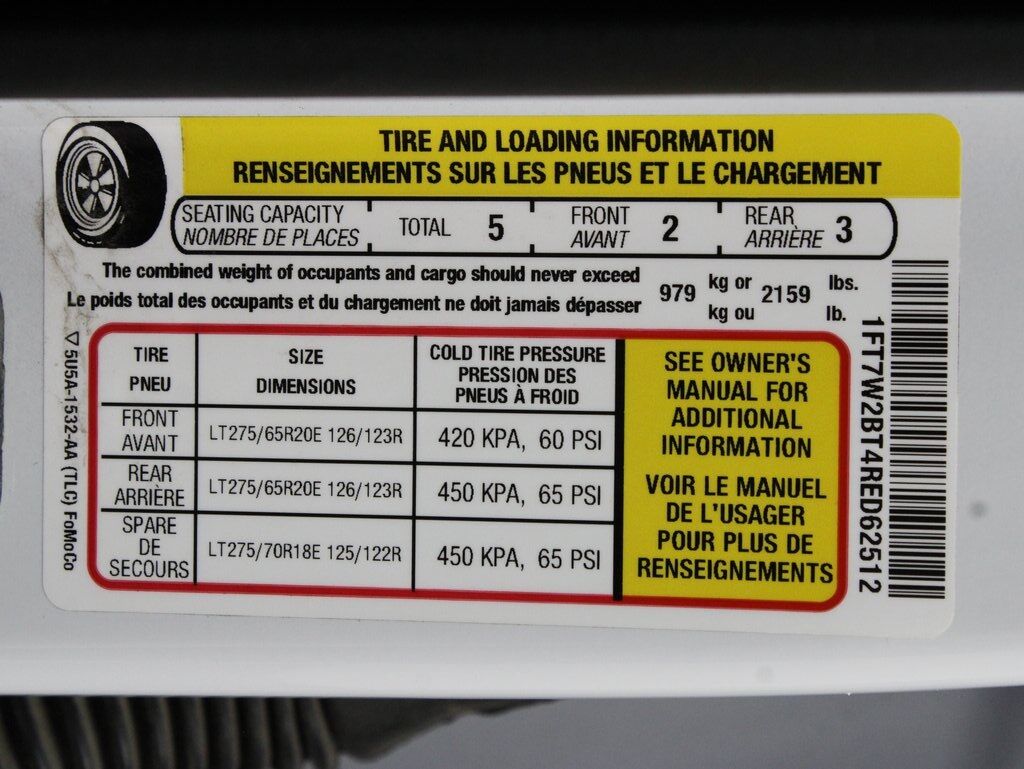 TIRE AND LOADING INFORMATION
RENSEIGNEMENTS SUR LES PNEUS ET LE CHARGEMENT
SEATING CAPACITY
NOMBRE DE PLACES
TOTAL 5
FRONT
AVANT
2
REAR
ARRIÈRE
3
The combined weight of occupants and cargo should never exceed
Le poids total des occupants et du chargement ne doit jamais dépasser
979
kg or
kg ou
2159
lbs.
lb.
TIRE
PNEU
SIZE
DIMENSIONS
COLD TIRE PRESSURE
PRESSION DES
PNEUS À FROID
FRONT
AVANT
LT275/65R20E 126/123R
420 KPA, 60 PSI
REAR
ARRIÈRE
LT275/65R20E 126/123R
450 KPA, 65 PSI
SPARE
DE
SECOURS
LT275/70R18E 125/122R
450 KPA, 65 PSI
SEE OWNER'S
MANUAL FOR
ADDITIONAL
INFORMATION
VOIR LE MANUEL
DE L'USAGER
POUR PLUS DE
RENSEIGNEMENTS
▽ 5U5A-1532-AA (TLC) FoMoCo
1FT7W2BT4RED62512